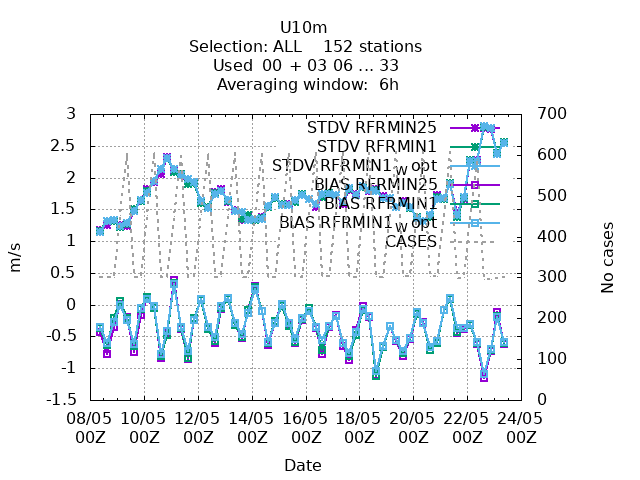 U10m
Selection: ALL 152 stations
Used 00 + 03 06 ... 33
Averaging window: 6h
3
2.5
2
1.5
1
0.5
0
-0.5
-1
-1.5
m/s
700
600
500
400
300
200
100
0
No cases
STDV RFRMIN25
STDV RFRMIN1
STDV RFRMIN1_w opt
BIAS RFRMIN25
BIAS RFRMIN1
BIAS RFRMIN1_w opt
CASES
08/05 10/05 12/05 14/05 16/05 18/05 20/05 22/05 24/05
00Z 00Z 00Z 00Z 00Z 00Z 00Z 00Z 00Z
Date